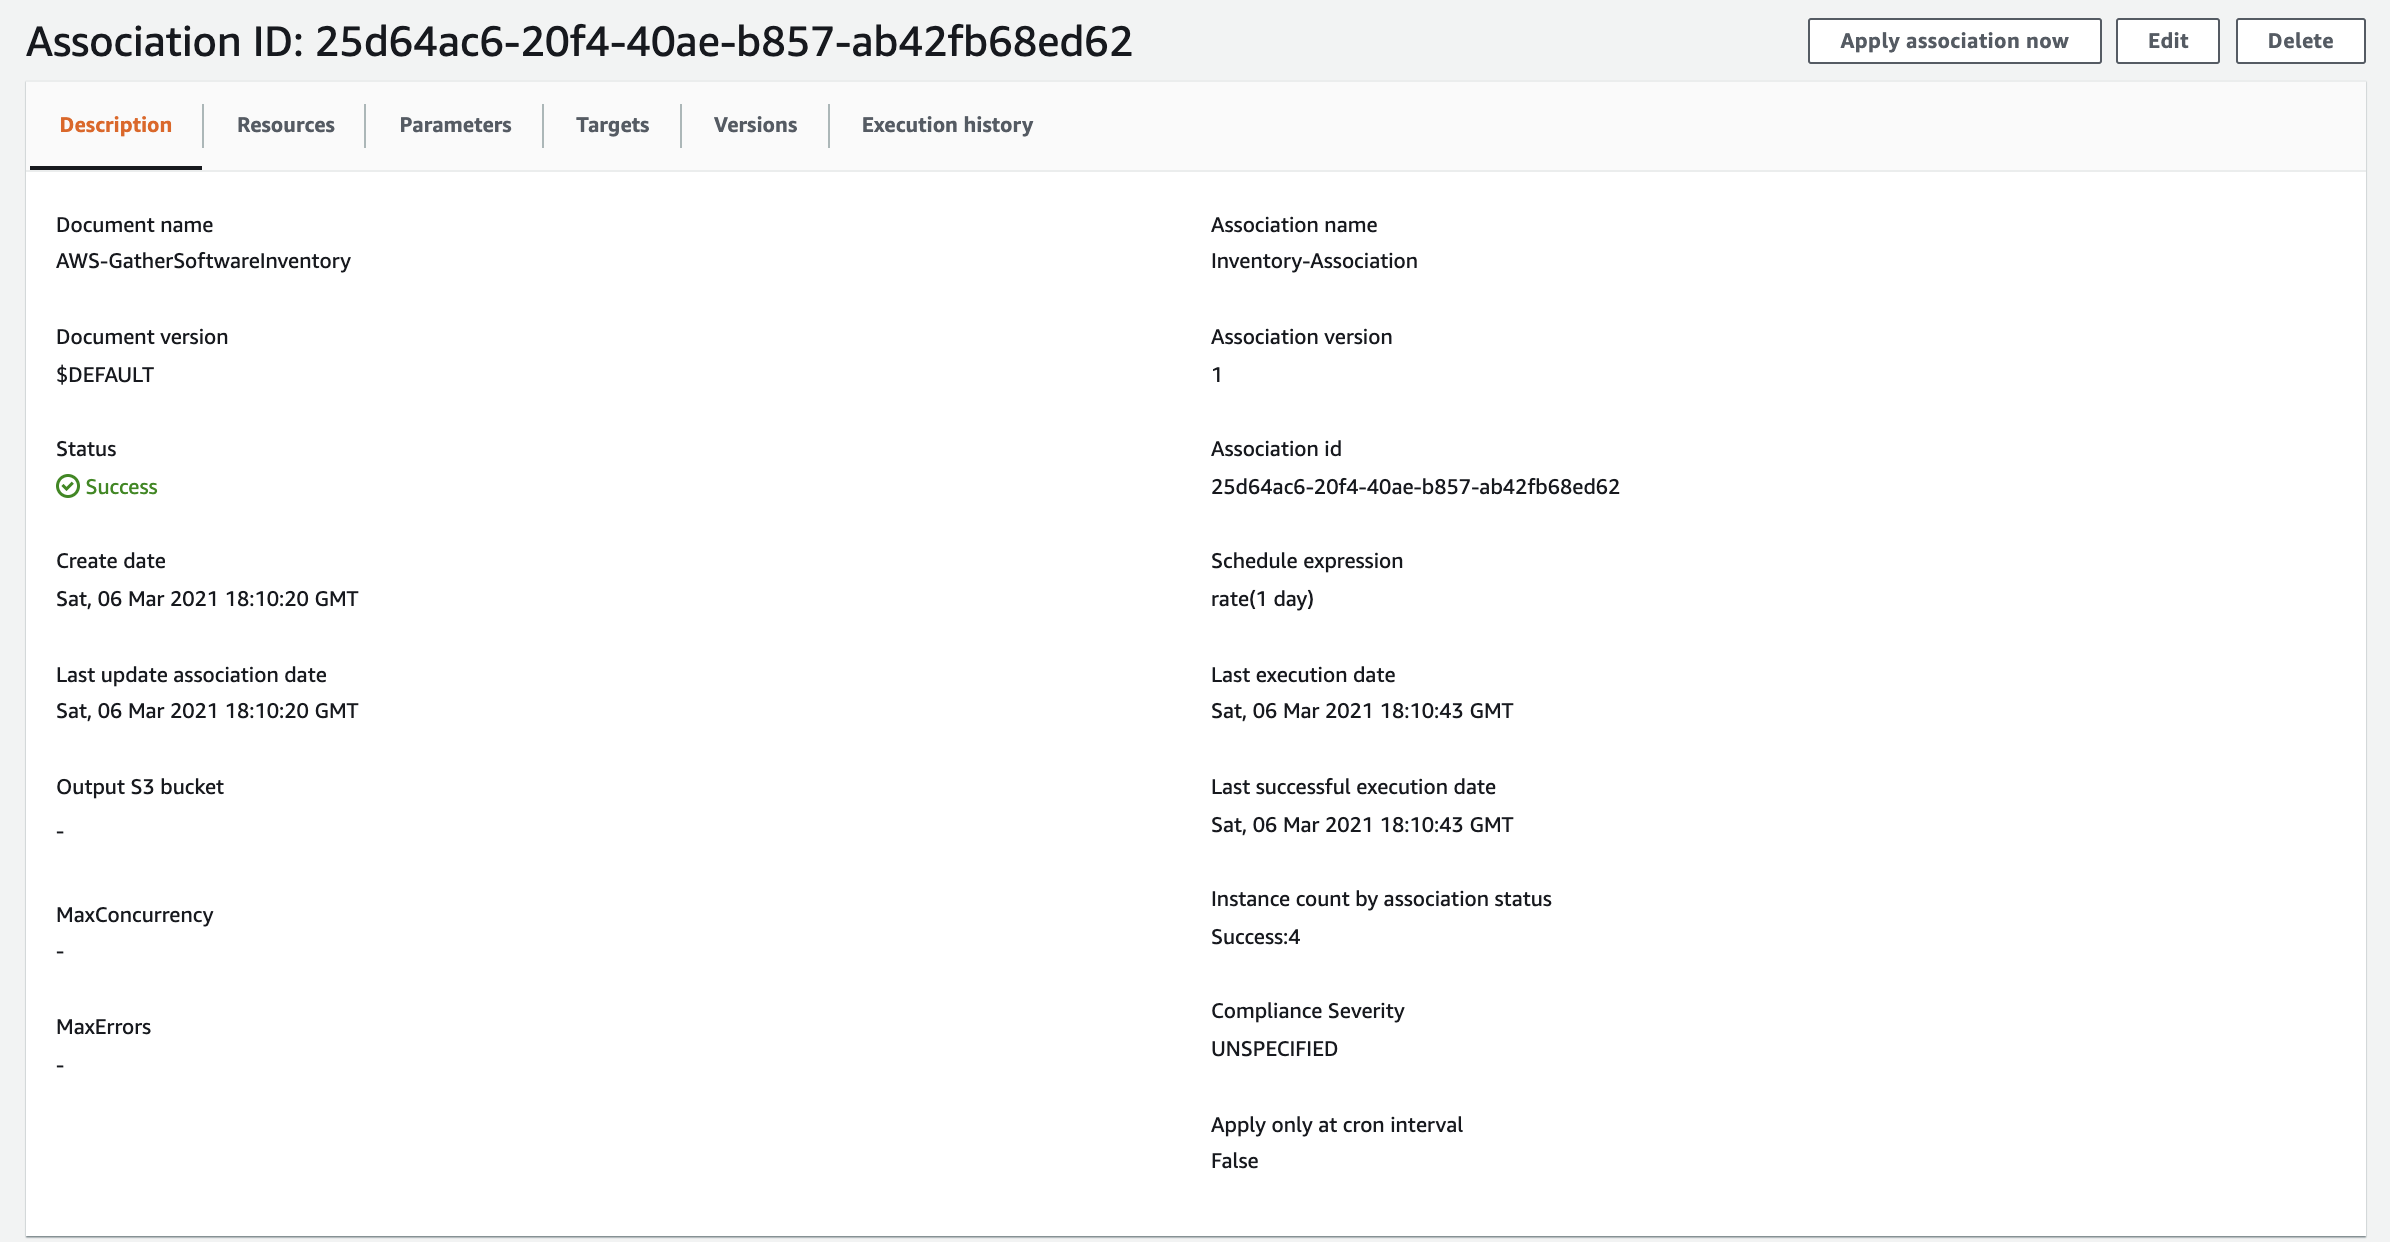 Association ID: 25d64ac6-20f4-40ae-b857-ab42fb68ed62
Apply association now
Edit
Delete
Description
Resources
Parameters
Targets
Versions
Execution history
Document name
AWS-GatherSoftwareInventory
Association name
Inventory-Association
Document version
$DEFAULT
Association version
1
Status
Success
Association id
25d64ac6-20f4-40ae-b857-ab42fb68ed62
Create date
Sat, 06 Mar 2021 18:10:20 GMT
Schedule expression
rate(1 day)
Last update association date
Sat, 06 Mar 2021 18:10:20 GMT
Last execution date
Sat, 06 Mar 2021 18:10:43 GMT
Output S3 bucket
-
Last successful execution date
Sat, 06 Mar 2021 18:10:43 GMT
MaxConcurrency
-
Instance count by association status
Success:4
MaxErrors
-
Compliance Severity
UNSPECIFIED
Apply only at cron interval
False